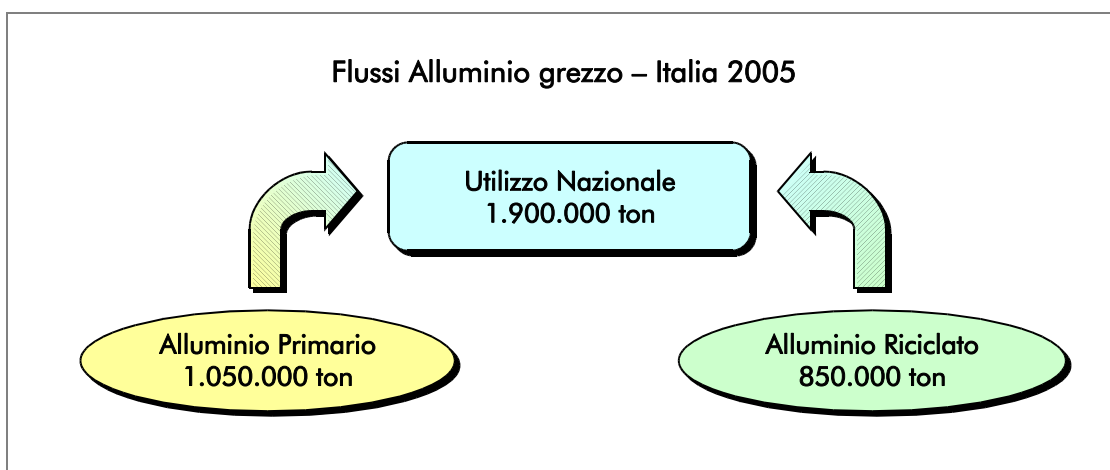 Flussi Alluminio grezzo – Italia 2005
Utilizzo Nazionale
1.900.000 ton
Alluminio Primario
1.050.000 ton
Alluminio Riciclato
850.000 ton